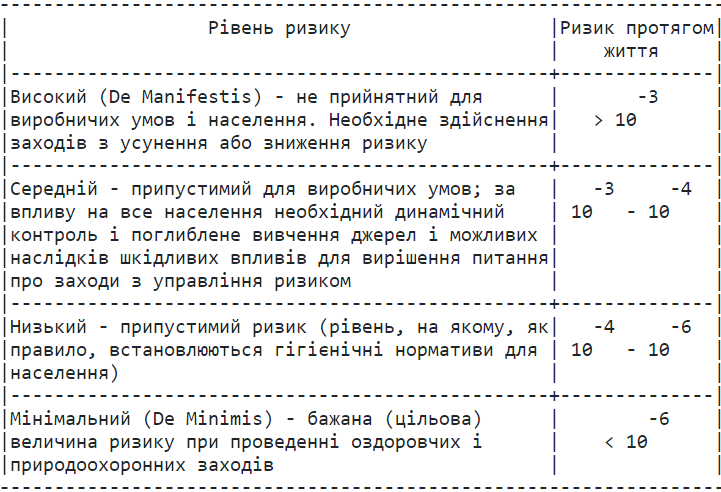 -----------------------------------------------------------------
|                  Рівень ризику                  |Ризик протягом|
|                                                 |    життя     |
|-------------------------------------------------+--------------|
|Високий (De Manifestis) - не прийнятний для      |       -3     |
|виробничих умов і населення. Необхідне здійснення|   > 10       |
|заходів з усунення або зниження ризику           |              |
|-------------------------------------------------+--------------|
|Середній - припустимий для виробничих умов; за   |   -3     -4  |
|впливу на все населення необхідний динамічний    | 10   - 10    |
|контроль і поглиблене вивчення джерел і можливих |              |
|наслідків шкідливих впливів для вирішення питання|              |
|про заходи з управління ризиком                  |              |
|-------------------------------------------------+--------------|
|Низький - припустимий ризик (рівень, на якому, як|   -4     -6  |
|правило, встановлюються гігієнічні нормативи для | 10   - 10    |
|населення)                                       |              |
|-------------------------------------------------+--------------|
|Мінімальний (De Minimis) - бажана (цільова)      |        -6    |
|величина ризику при проведенні оздоровчих і      |    < 10      |
|природоохоронних заходів                         |              |
-----------------------------------------------------------------